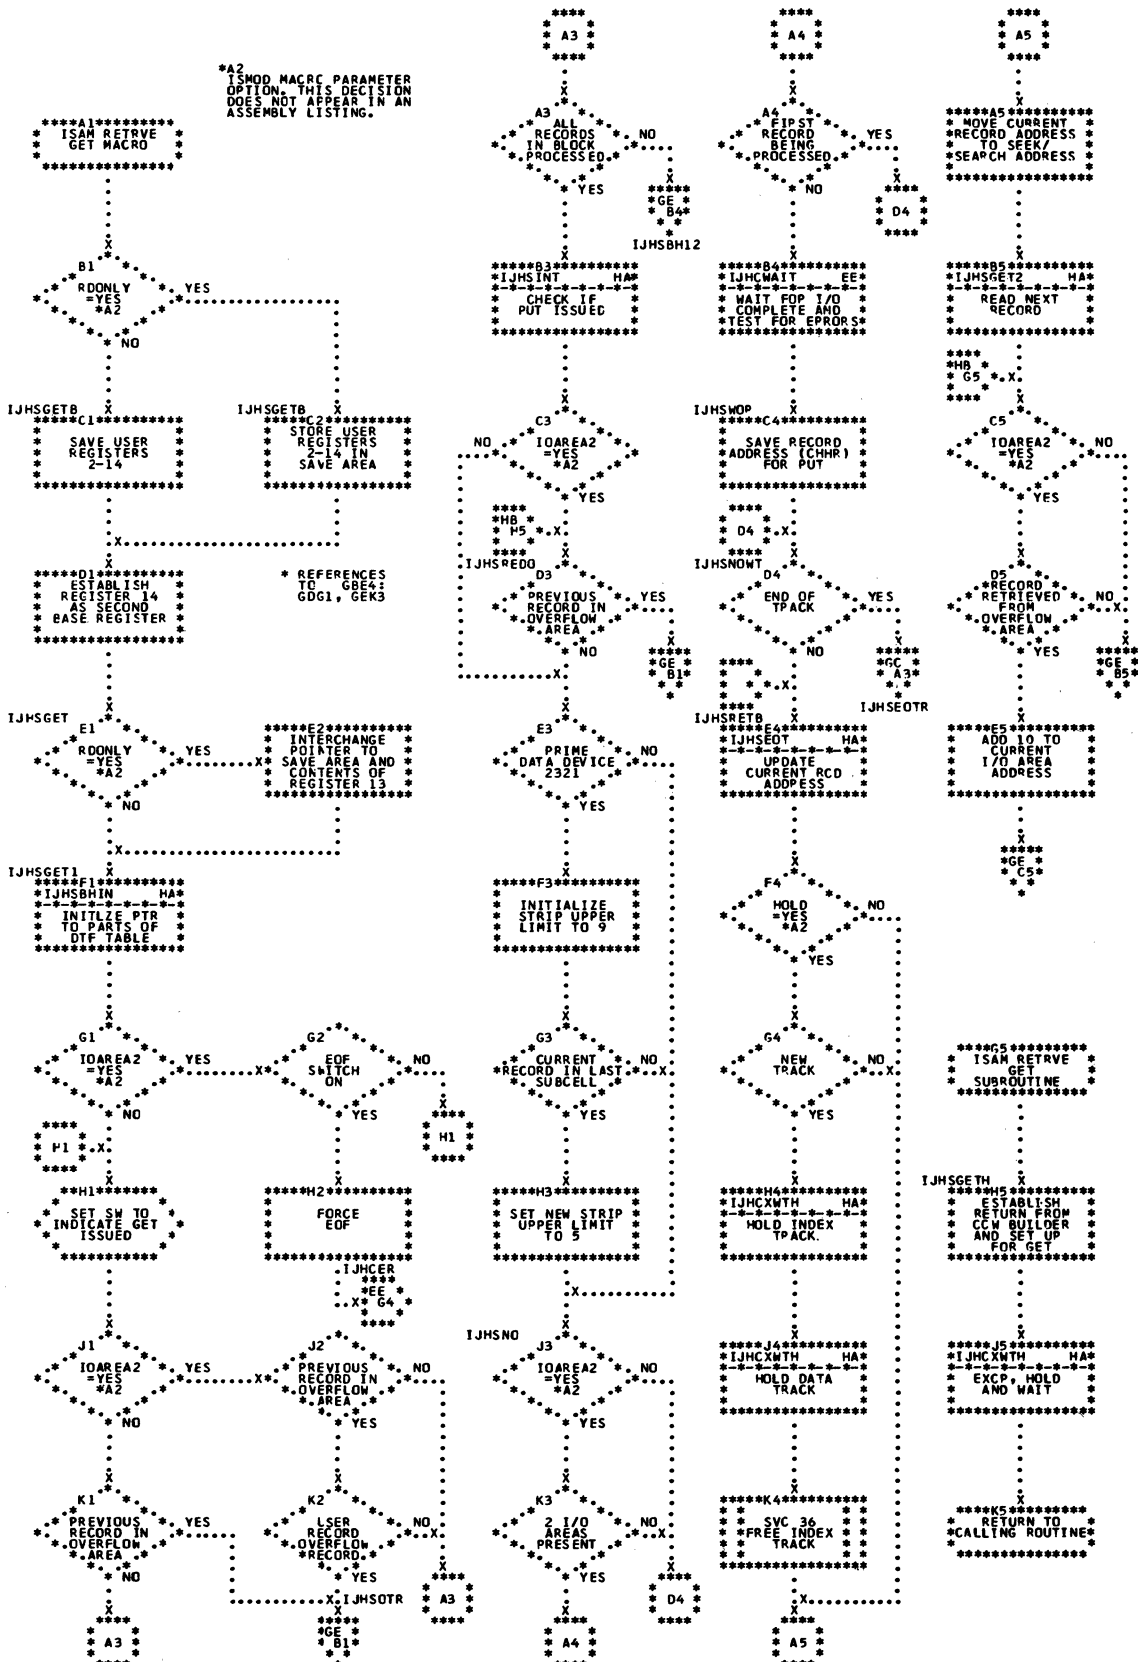 A3
A4
A5
*A2
ISMOD MACRC PARAMETER
OPTION. THIS DECISION
DOES NOT APPEAR IN AN
ASSEMBLY LISTING.
A1
ISAM RETRVE
GET MACRO
B1
RDONLY
=YES
*A2
YES
NO
IJHSGETB
C1
SAVE USER
REGISTERS
2-14
IJHSGETB
C2
STORE USER
REGISTERS
2-14 IN
SAVE AREA
D1
ESTABLISH
REGISTER 14
AS SECOND
BASE REGISTER
* REFERENCES
TO GBE4:
GDG1, GEK3
IJHSGET
E1
RDONLY
=YES
*A2
YES
NO
E2
INTERCHANGE
POINTER TO
SAVE AREA AND
CONTENTS OF
REGISTER 13
IJHSGET1
F1
IJHSBHIN HA
INITLZE PTR
TO PARTS OF
DTF TABLE
G1
IOAREA2
=YES
*A2
YES
NO
G2
EOF
SWITCH
ON
NO
YES
H1
H1
H1
SET SW TO
INDICATE GET
ISSUED
H2
FORCE
EOF
IJHCER
EE
G4
J1
IOAREA2
=YES
*A2
YES
NO
J2
PREVIOUS
RECORD IN
OVERFLOW
AREA
NO
YES
K1
PREVIOUS
RECORD IN
OVERFLOW
AREA
YES
NO
K2
LSER
RECORD
OVERFLOW
RECORD
NO
YES
IJHSOTR
A3
A3
GE
B1
A3
ALL
RECORDS
IN BLOCK
PROCESSED
NO
YES
GE
B4
IJHSBH12
B3
IJHSINT HA
CHECK IF
PUT ISSUED
C3
IOAREA2
=YES
*A2
NO
YES
HB
H5
IJHSREDO
D3
PREVIOUS
RECORD IN
OVERFLOW
AREA
YES
NO
GE
B1
E3
PRIME
DATA DEVICE
2321
NO
YES
F3
INITIALIZE
STRIP UPPER
LIMIT TO 9
G3
CURRENT
RECORD IN LAST
SUBCELL
NO
YES
H3
SET NEW STRIP
UPPER LIMIT
TO 5
IJHSNO
J3
IOAREA2
=YES
*A2
NO
YES
K3
2 I/O
AREAS
PRESENT
NO
YES
D4
A4
A4
FIRST
RECORD
BEING
PROCESSED
YES
NO
D4
B4
IJHCWAIT EE
WAIT FOP I/O
COMPLETE AND
TEST FOR EPRORS
IJHSWOP
C4
SAVE RECORD
ADDRESS (CHHR)
FOR PUT
D4
IJHSNOWT
D4
END OF
TPACK
YES
NO
GC
A3
IJHSEOTR
IJHSRETB
E4
IJHSEOT HA
UPDATE
CURRENT RCD
ADDPESS
F4
HOLD
=YES
*A2
NO
YES
G4
NEW
TRACK
NO
YES
H4
IJHCXWTH HA
HOLD INDEX
TPACK.
J4
IJHCXWTH HA
HOLD DATA
TRACK
K4
SVC 36
FREE INDEX
TRACK
A5
A5
MOVE CURRENT
RECORD ADDRESS
TO SEEK/
SEARCH ADDRESS
B5
IJHSGET2 HA
READ NEXT
RECORD
HB
G5
C5
IOAREA2
=YES
*A2
NO
YES
D5
*RECORD
RETRIEVED
FROM
OVERFLOW
AREA
NO
YES
GE
B5
E5
ADD 10 TO
CURRENT
I/O AREA
ADDRESS
GE
C5
G5
ISAM RETRVE
GET
SUBROUTINE
IJHSGETH
H5
ESTABLISH
RETURN FROM
CCW BUILDER
AND SET UP
FOR GET
J5
IJHCXWTH HA
EXCP, HOLD
AND WAIT
K5
RETURN TO
CALLING ROUTINE